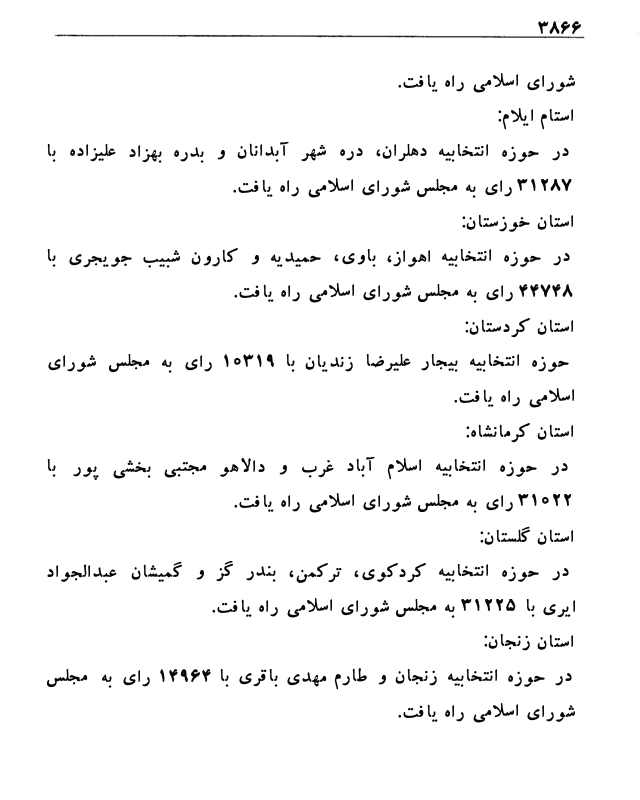 ۳۸۶۶
شورای اسلامی راه یافت.
استام ایلام:
در حوزه انتخابیه دهلران، دره شهر آبدانان و بدره بهزاد علیزاده با
۳۱۲۸۷ رای به مجلس شورای اسلامی راه یافت.
استان خوزستان:
در حوزه انتخابیه اهواز، باوی، حمیدیه و کارون شبیب جویجری با
۴۴۷۴۸ رای به مجلس شورای اسلامی راه یافت.
استان کردستان:
حوزه انتخابیه بیجار علیرضا زندیان با ۱۰۳۱۹ رای به مجلس شورای
اسلامی راه یافت.
استان کرمانشاه:
در حوزه انتخابیه اسلام آباد غرب و دالاهو مجتبی بخشی پور با
۳۱۰۲۲ رای به مجلس شورای اسلامی راه یافت.
استان گلستان:
در حوزه انتخابیه کردکوی، ترکمن، بندر گز و گمیشان عبدالجواد
ایری با ۳۱۲۲۵ به مجلس شورای اسلامی راه یافت.
استان زنجان:
در حوزه انتخابیه زنجان و طارم مهدی باقری با ۱۴۹۶۴ رای به مجلس
شورای اسلامی راه یافت.